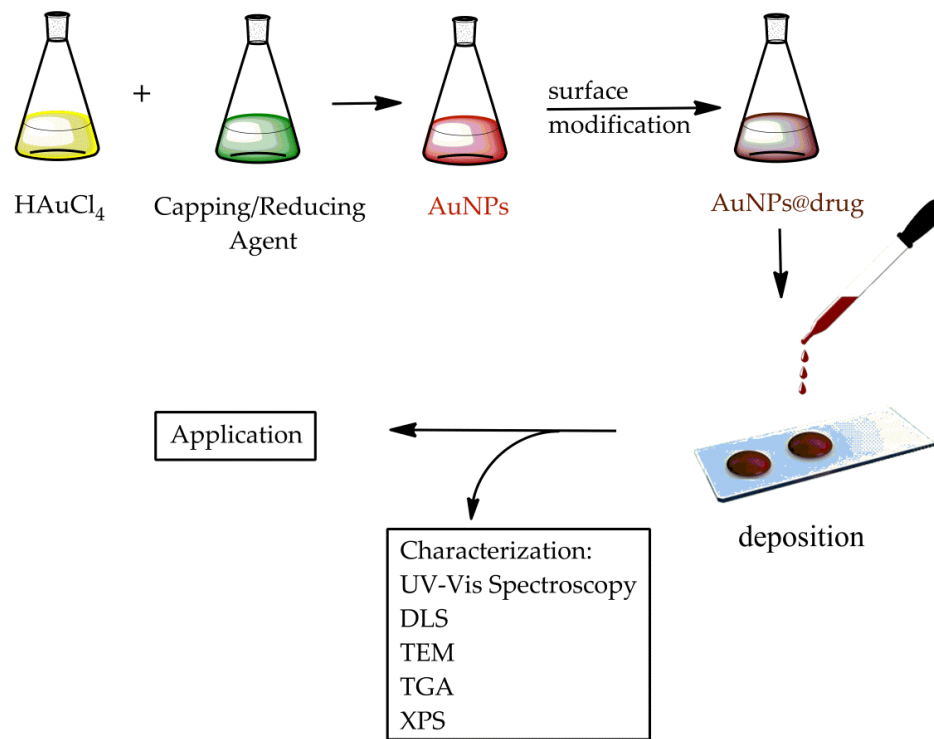 +
surface
modification
HAuCl₄
Capping/Reducing
Agent
AuNPs
AuNPs@drug
Application
deposition
Characterization:
UV-Vis Spectroscopy
DLS
TEM
TGA
XPS